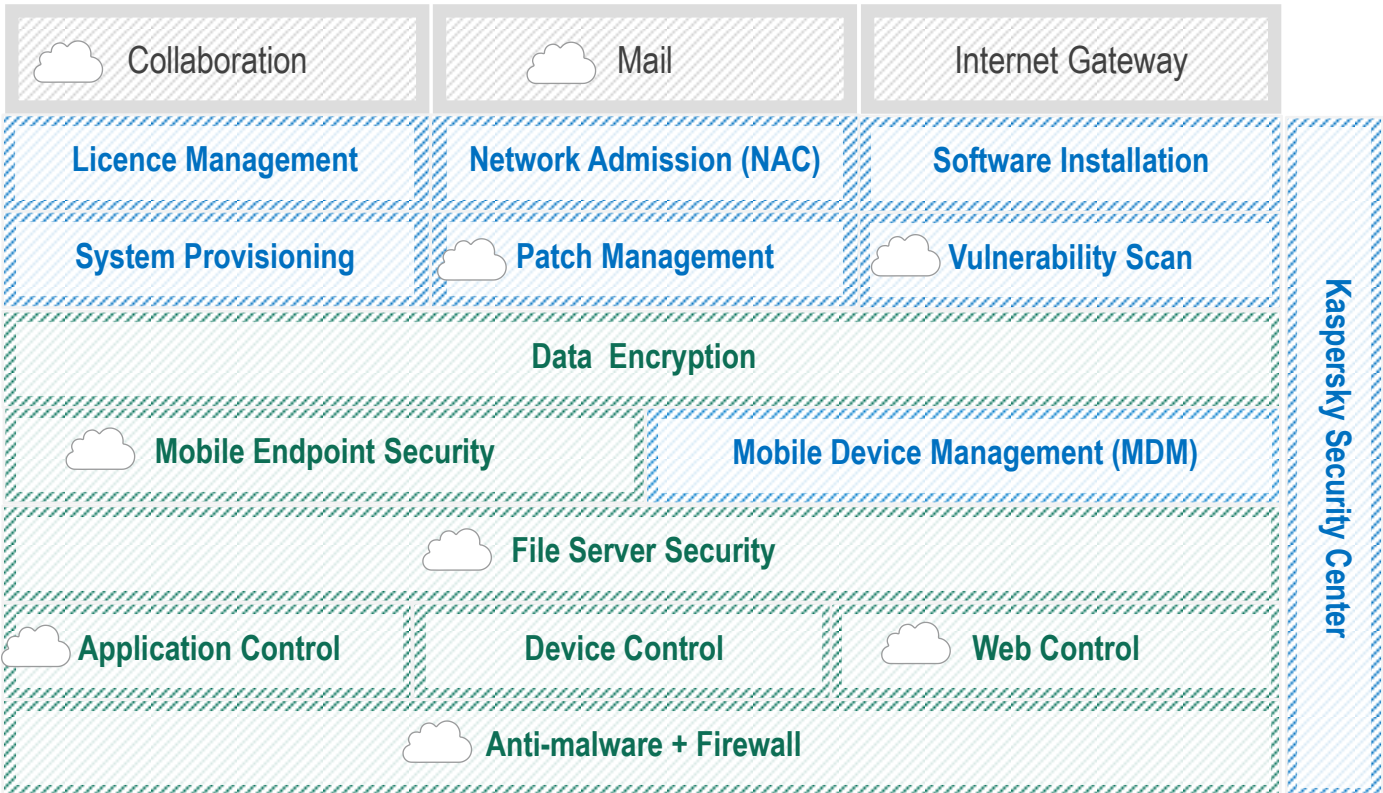 Collaboration
Mail
Internet Gateway
Licence Management
Network Admission (NAC)
Software Installation
System Provisioning
Patch Management
Vulnerability Scan
Data Encryption
Mobile Endpoint Security
Mobile Device Management (MDM)
File Server Security
Application Control
Device Control
Web Control
Anti-malware + Firewall
Kaspersky Security Center